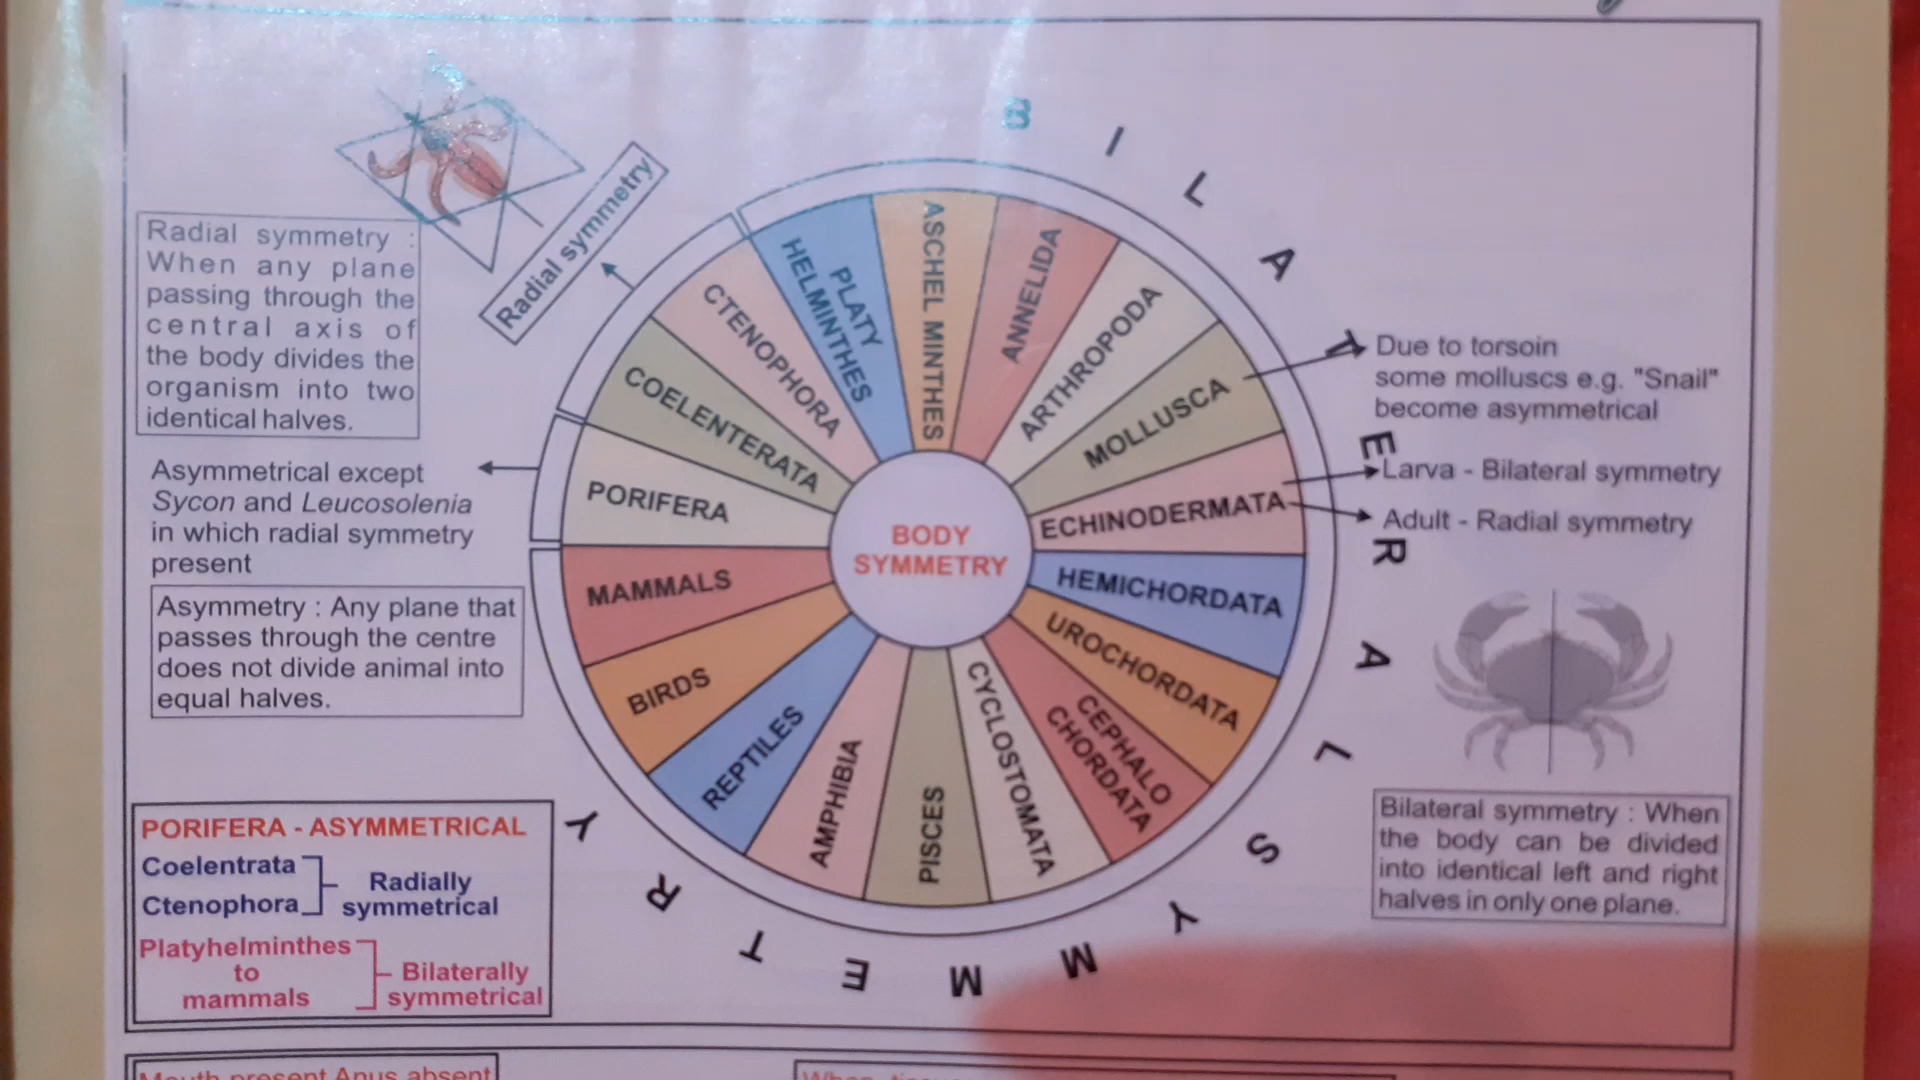 BILATERAL SYMMETRY
Radial symmetry
Radial symmetry :
When any plane
passing through the
central axis of
the body divides the
organism into two
identical halves.
Asymmetrical except
Sycon and Leucosolenia
in which radial symmetry
present
Asymmetry : Any plane that
passes through the centre
does not divide animal into
equal halves.
BODY
SYMMETRY
PORIFERA
COELENTERATA
CTENOPHORA
PLATY
HELMINTHES
ASCHEL MINTHES
ANNELIDA
ARTHROPODA
MOLLUSCA
ECHINODERMATA
HEMICHORDATA
UROCHORDATA
CEPHALO
CHORDATA
CYCLOSTOMATA
PISCES
AMPHIBIA
REPTILES
BIRDS
MAMMALS
Due to torsoin
some molluscs e.g. "Snail"
become asymmetrical
Larva - Bilateral symmetry
Adult - Radial symmetry
Bilateral symmetry : When
the body can be divided
into identical left and right
halves in only one plane.
PORIFERA - ASYMMETRICAL
Coelentrata
Ctenophora
Radially
symmetrical
Platyhelminthes
to
mammals
Bilaterally
symmetrical
Mouth present Anus absent
When